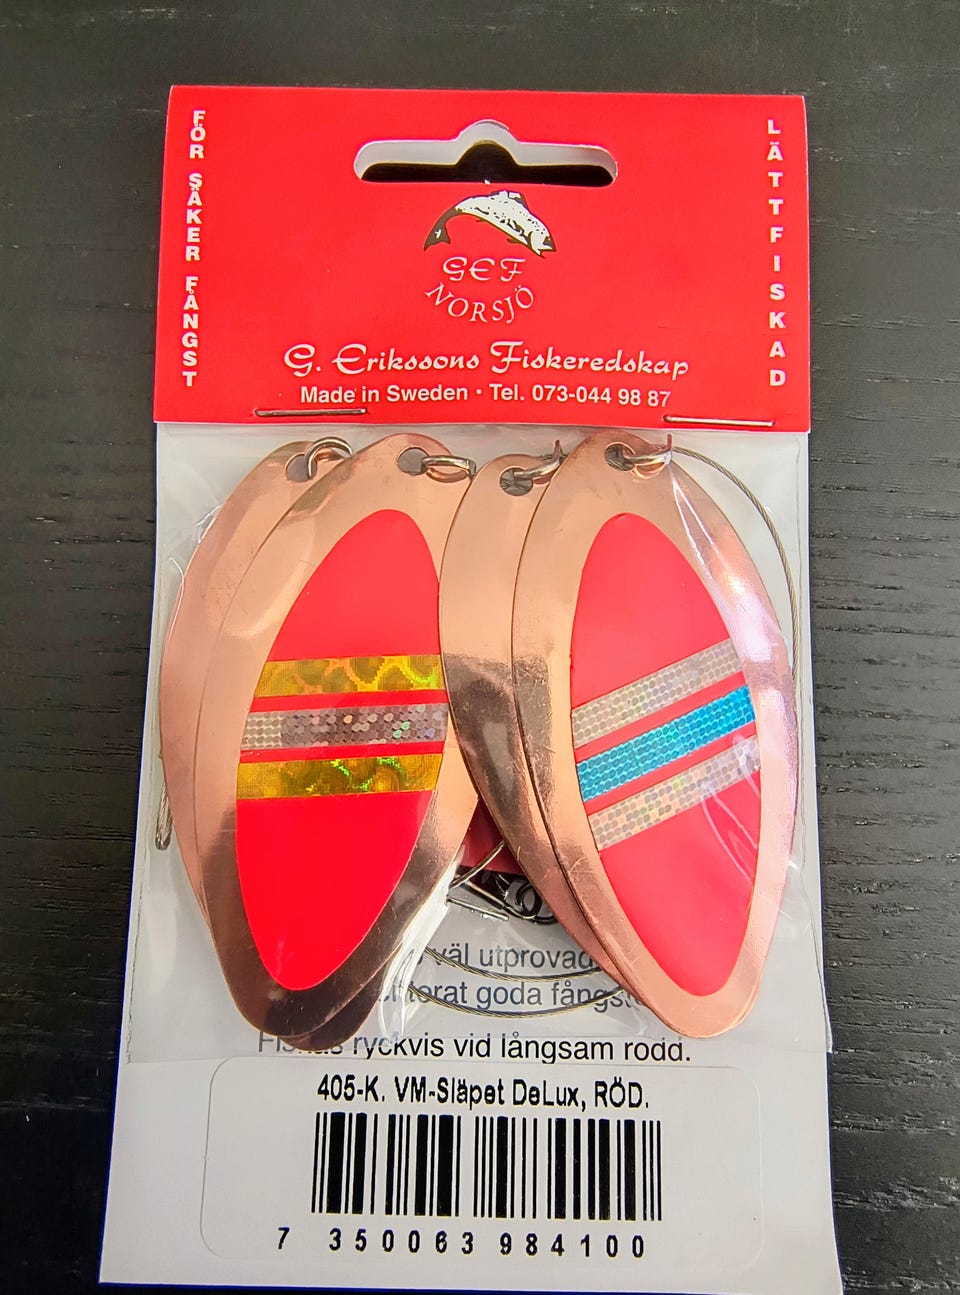 FÖR SÄKER FÅNGST
LÄTTFISKAD
GEF
NORSJÖ
G. Erikssons Fiskeredskap
Made in Sweden · Tel. 073-044 98 87
väl utprovad
goda
ryckvis vid långsam rodd.
405-K. VM-Släpet DeLux, RÖD.
7 350063 984100